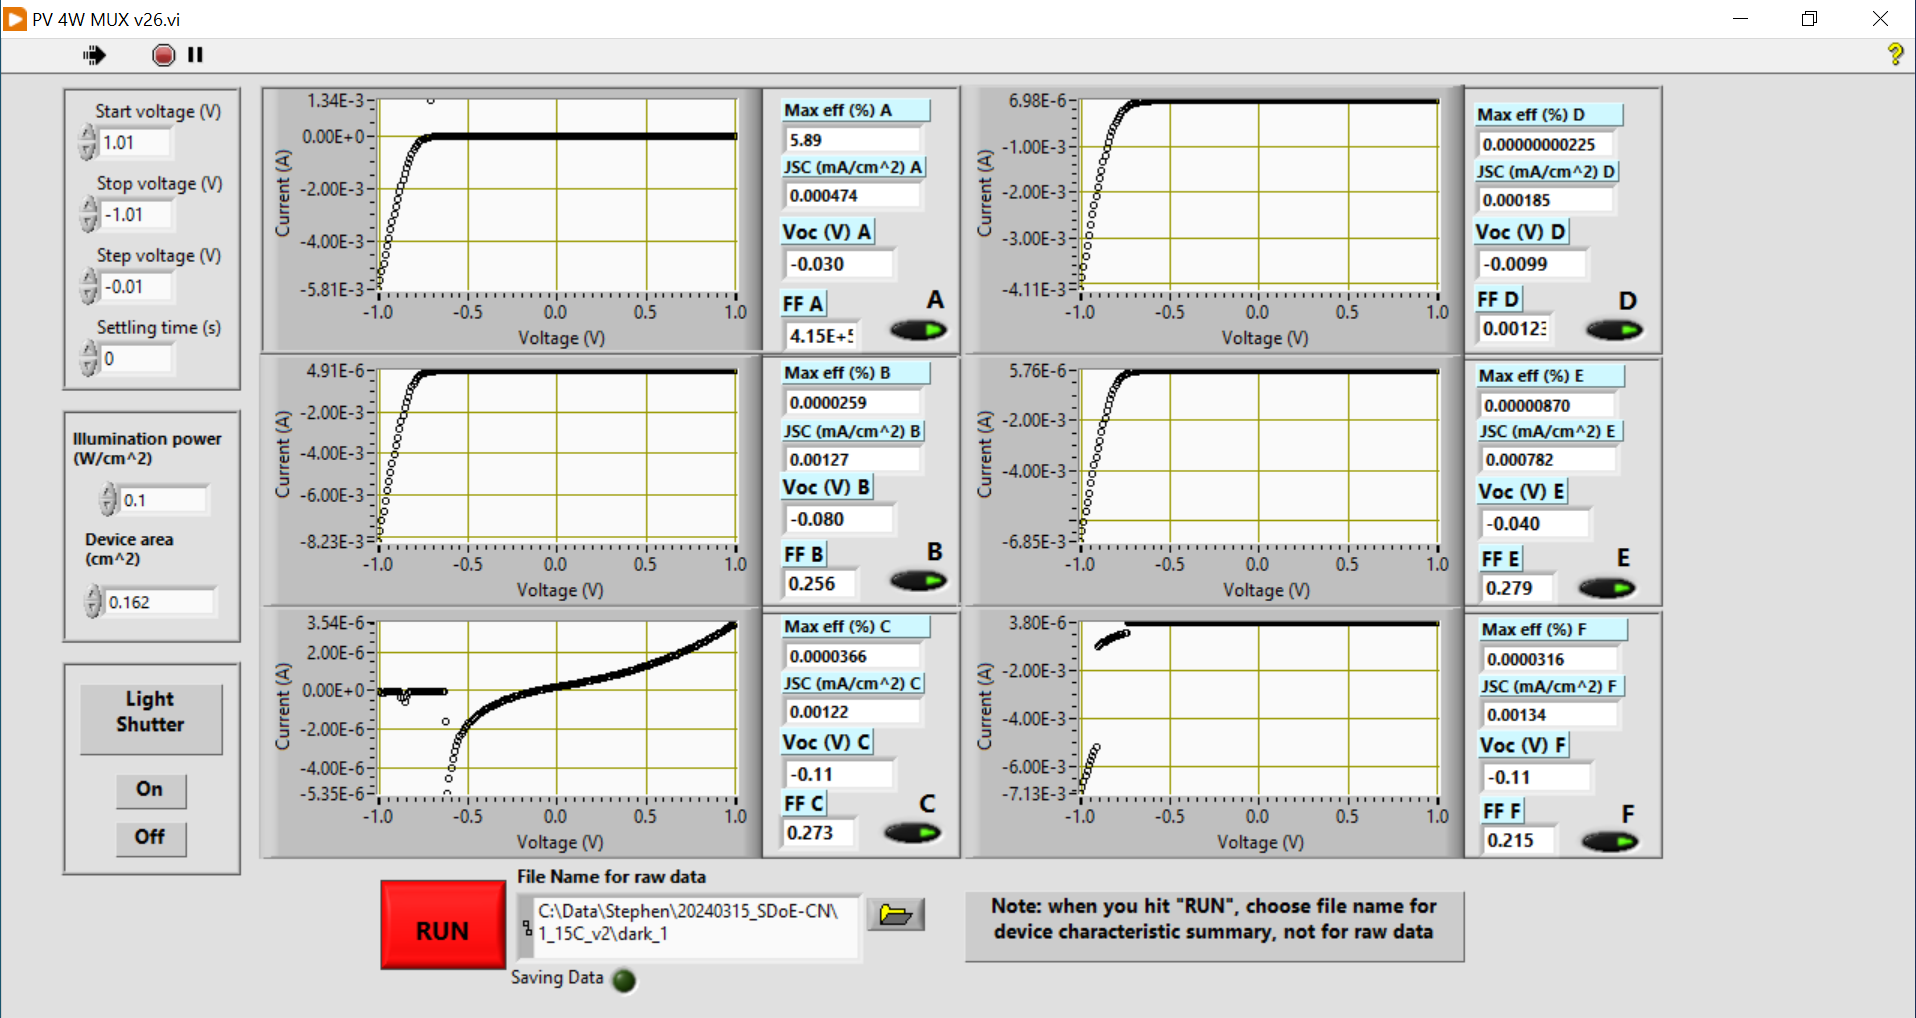 PV 4W MUX v26.vi
Start voltage (V)
1.01
Stop voltage (V)
-1.01
Step voltage (V)
-0.01
Settling time (s)
0
Illumination power
(W/cm^2)
0.1
Device area
(cm^2)
0.162
Light
Shutter
On
Off
1.34E-3
0.00E+0
-2.00E-3
-4.00E-3
-5.81E-3
Current (A)
-1.0 -0.5 0.0 0.5 1.0
Voltage (V)
Max eff (%) A
5.89
JSC (mA/cm^2) A
0.000474
Voc (V) A
-0.030
FF A
4.15E+5
A
4.91E-6
-2.00E-3
-4.00E-3
-6.00E-3
-8.23E-3
Current (A)
-1.0 -0.5 0.0 0.5 1.0
Voltage (V)
Max eff (%) B
0.0000259
JSC (mA/cm^2) B
0.00127
Voc (V) B
-0.080
FF B
0.256
B
3.54E-6
2.00E-6
0.00E+0
-2.00E-6
-4.00E-6
-5.35E-6
Current (A)
-1.0 -0.5 0.0 0.5 1.0
Voltage (V)
Max eff (%) C
0.0000366
JSC (mA/cm^2) C
0.00122
Voc (V) C
-0.11
FF C
0.273
C
6.98E-6
-1.00E-3
-2.00E-3
-3.00E-3
-4.11E-3
Current (A)
-1.0 -0.5 0.0 0.5 1.0
Voltage (V)
Max eff (%) D
0.00000000225
JSC (mA/cm^2) D
0.000185
Voc (V) D
-0.0099
FF D
0.00123
D
5.76E-6
-2.00E-3
-4.00E-3
-6.85E-3
Current (A)
-1.0 -0.5 0.0 0.5 1.0
Voltage (V)
Max eff (%) E
0.00000870
JSC (mA/cm^2) E
0.000782
Voc (V) E
-0.040
FF E
0.279
E
3.80E-6
-2.00E-3
-4.00E-3
-6.00E-3
-7.13E-3
Current (A)
-1.0 -0.5 0.0 0.5 1.0
Voltage (V)
Max eff (%) F
0.0000316
JSC (mA/cm^2) F
0.00134
Voc (V) F
-0.11
FF F
0.215
F
RUN
File Name for raw data
C:\Data\Stephen\20240315_SDoE-CN\
1_15C_v2\dark_1
Saving Data
Note: when you hit "RUN", choose file name for
device characteristic summary, not for raw data